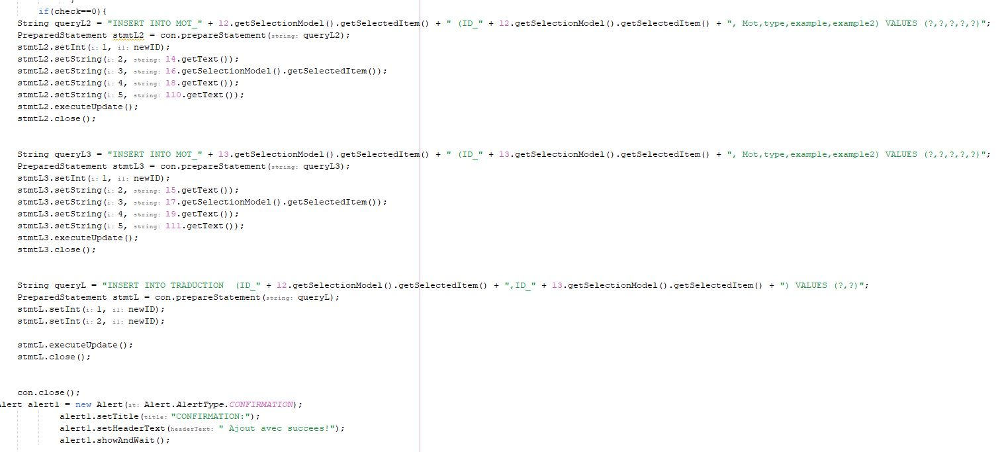 if(check==0){
String queryL2 = "INSERT INTO MOT_" + l2.getSelectionModel().getSelectedItem() + " (ID_" + l2.getSelectionModel().getSelectedItem() + ", Mot,type,example,example2) VALUES (?,?,?,?,?)";
PreparedStatement stmtL2 = con.prepareStatement(string: queryL2);
stmtL2.setInt(i: 1, i1: newID);
stmtL2.setString(i: 2, string: l4.getText());
stmtL2.setString(i: 3, string: l6.getSelectionModel().getSelectedItem());
stmtL2.setString(i: 4, string: l8.getText());
stmtL2.setString(i: 5, string: l10.getText());
stmtL2.executeUpdate();
stmtL2.close();
String queryL3 = "INSERT INTO MOT_" + l3.getSelectionModel().getSelectedItem() + " (ID_" + l3.getSelectionModel().getSelectedItem() + ", Mot,type,example,example2) VALUES (?,?,?,?,?)";
PreparedStatement stmtL3 = con.prepareStatement(string: queryL3);
stmtL3.setInt(i: 1, i1: newID);
stmtL3.setString(i: 2, string: l5.getText());
stmtL3.setString(i: 3, string: l7.getSelectionModel().getSelectedItem());
stmtL3.setString(i: 4, string: l9.getText());
stmtL3.setString(i: 5, string: l11.getText());
stmtL3.executeUpdate();
stmtL3.close();
String queryL = "INSERT INTO TRADUCTION  (ID_" + l2.getSelectionModel().getSelectedItem() + ",ID_" + l3.getSelectionModel().getSelectedItem() + ") VALUES (?,?)";
PreparedStatement stmtL = con.prepareStatement(string: queryL);
stmtL.setInt(i: 1, i1: newID);
stmtL.setInt(i: 2, i1: newID);
stmtL.executeUpdate();
stmtL.close();
con.close();
Alert alert1 = new Alert(at: Alert.AlertType.CONFIRMATION);
alert1.setTitle(title: "CONFIRMATION:");
alert1.setHeaderText(headerText: " Ajout avec succees!");
alert1.showAndWait();